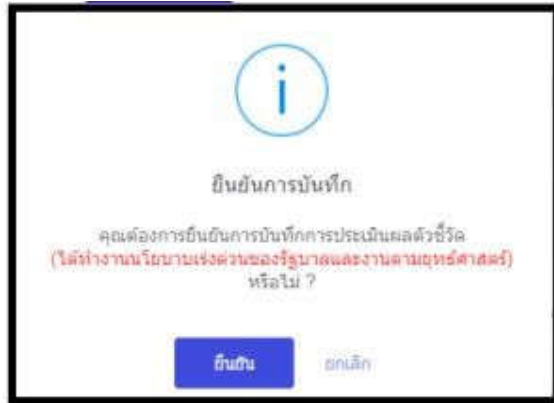 ยืนยันการบันทึก
คุณต้องการยืนยันการบันทึกการประเมินผลตัวชี้วัด
(ได้ทำงานนโยบายเร่งด่วนของรัฐบาลและงานตามยุทธ์ศาสตร์)
หรือไม่ ?
ยืนยัน ยกเลิก